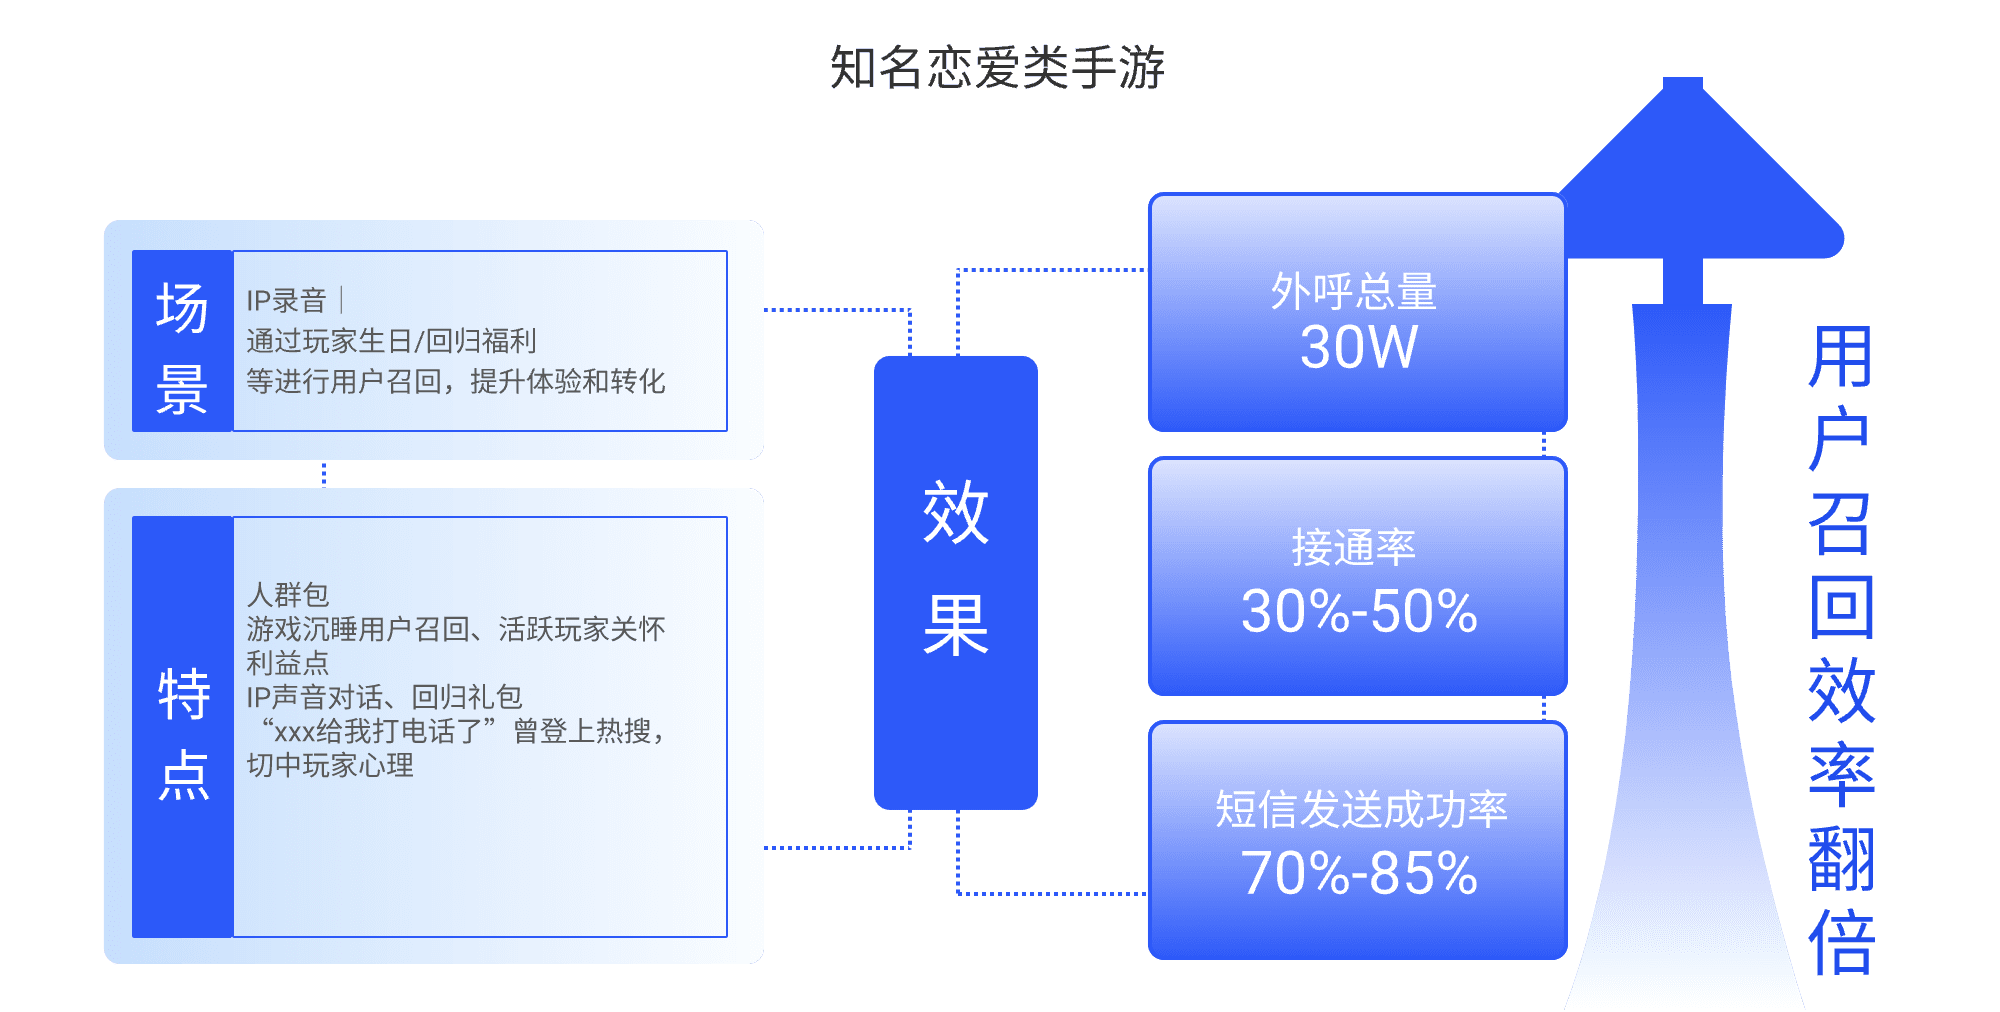 知名恋爱类手游
场景
IP录音｜
通过玩家生日/回归福利
等进行用户召回，提升体验和转化
特点
人群包
游戏沉睡用户召回、活跃玩家关怀
利益点
IP声音对话、回归礼包
“xxx给我打电话了”曾登上热搜，
切中玩家心理
效果
外呼总量
30W
接通率
30%-50%
短信发送成功率
70%-85%
用户召回效率翻倍